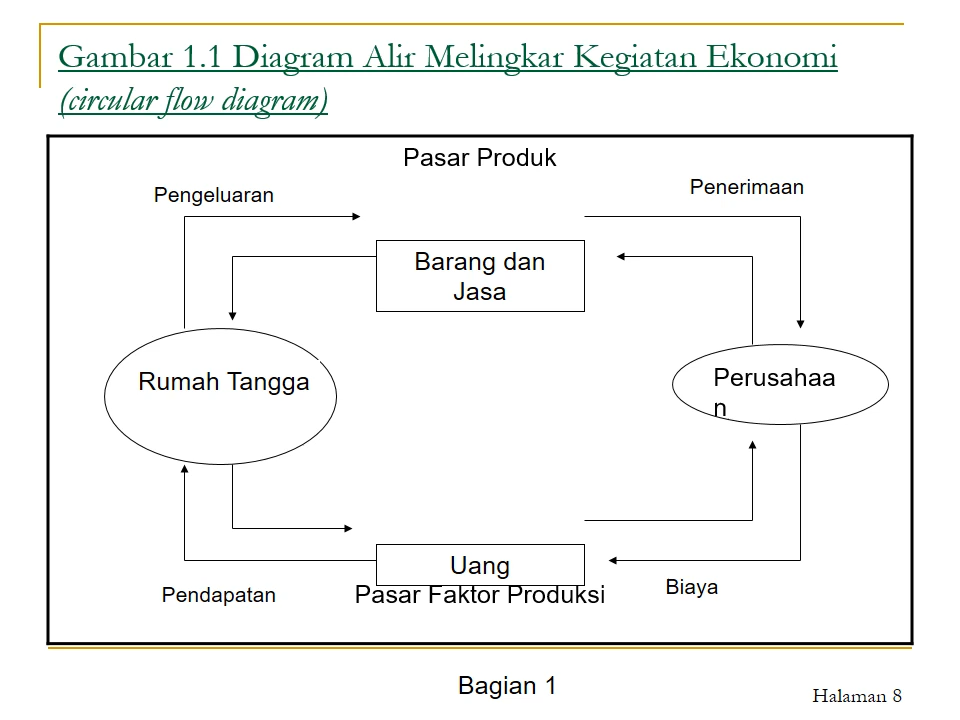 Gambar 1.1 Diagram Alir Melingkar Kegiatan Ekonomi
(circular flow diagram)
Pasar Produk
Pengeluaran
Penerimaan
Barang dan
Jasa
Rumah Tangga
Perusahaa
n
Uang
Pasar Faktor Produksi
Pendapatan
Biaya
Bagian 1
Halaman 8